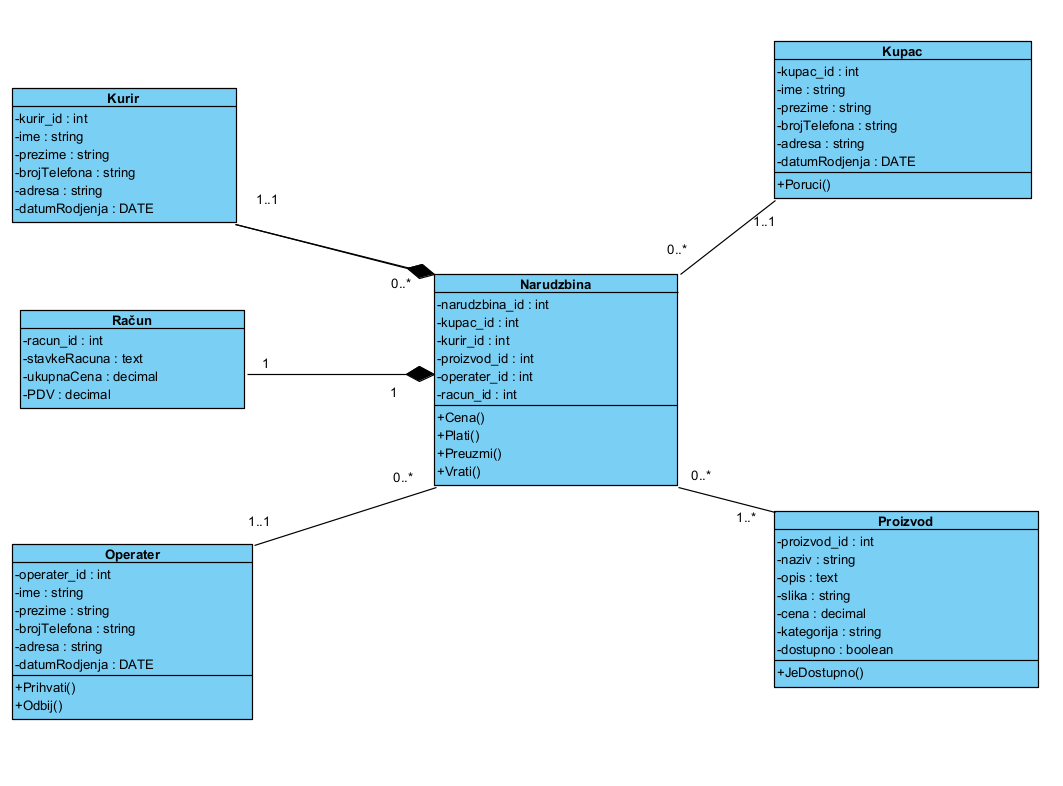 Kurir
-kurir_id : int
-ime : string
-prezime : string
-brojTelefona : string
-adresa : string
-datumRodjenja : DATE
1..1
0..*
Kupac
-kupac_id : int
-ime : string
-prezime : string
-brojTelefona : string
-adresa : string
-datumRodjenja : DATE
+Poruci()
1..1
0..*
Narudzbina
-narudzbina_id : int
-kupac_id : int
-kurir_id : int
-proizvod_id : int
-operater_id : int
-racun_id : int
+Cena()
+Plati()
+Preuzmi()
+Vrati()
Račun
-racun_id : int
-stavkeRacuna : text
-ukupnaCena : decimal
-PDV : decimal
1
1
0..*
1..1
Operater
-operater_id : int
-ime : string
-prezime : string
-brojTelefona : string
-adresa : string
-datumRodjenja : DATE
+Prihvati()
+Odbij()
0..*
1..*
Proizvod
-proizvod_id : int
-naziv : string
-opis : text
-slika : string
-cena : decimal
-kategorija : string
-dostupno : boolean
+JeDostupno()